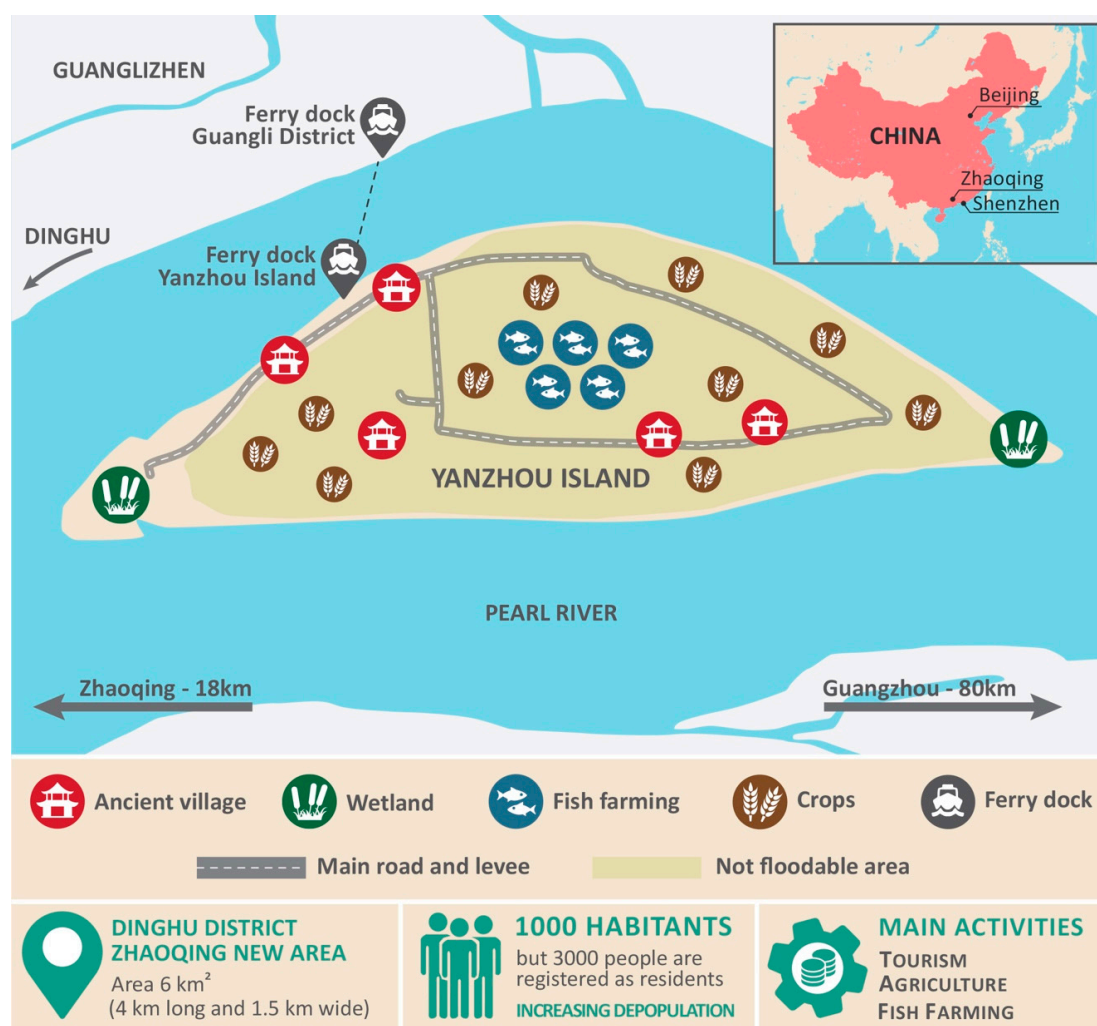 GUANGLIZHEN
Ferry dock
Guangli District
DINGHU
Ferry dock
Yanzhou Island
Beijing
CHINA
Zhaoqing
Shenzhen
YANZHOU ISLAND
PEARL RIVER
Zhaoqing - 18km
Guangzhou - 80km
Ancient village
Wetland
Fish farming
Crops
Ferry dock
Main road and levee
Not floodable area
DINGHU DISTRICT
ZHAOQING NEW AREA
Area 6 km²
(4 km long and 1.5 km wide)
1000 HABITANTS
but 3000 people are
registered as residents
INCREASING DEPOPULATION
MAIN ACTIVITIES
TOURISM
AGRICULTURE
FISH FARMING